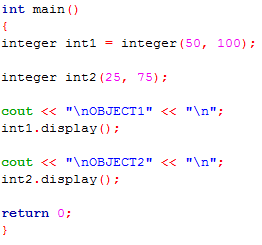 int main()
{
integer int1 = integer(50, 100);
integer int2(25, 75);
cout << "\nOBJECT1" << "\n";
int1.display();
cout << "\nOBJECT2" << "\n";
int2.display();
return 0;
}